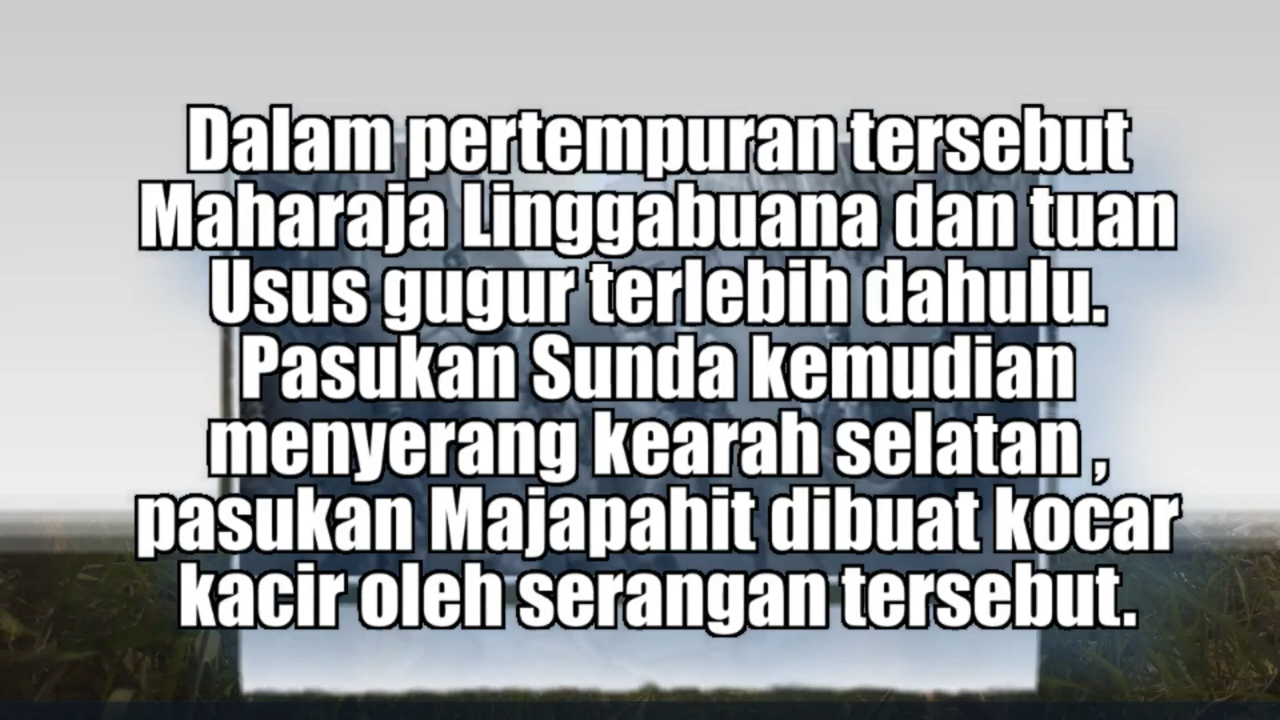 Dalam pertempuran tersebut
Maharaja Linggabuana dan tuan
Usus gugur terlebih dahulu.
Pasukan Sunda kemudian
menyerang kearah selatan ,
pasukan Majapahit dibuat kocar
kacir oleh serangan tersebut.